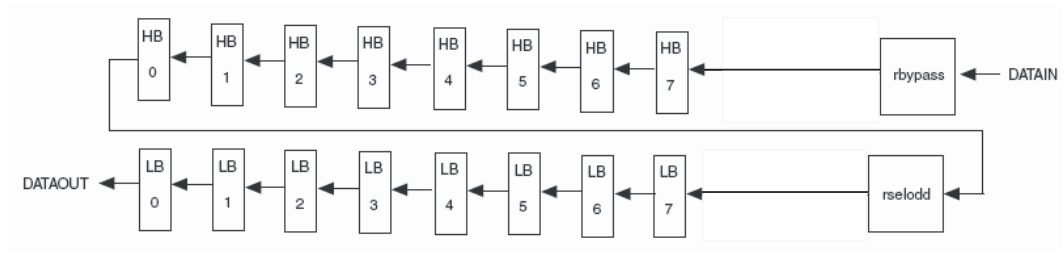 HB 0
HB 1
HB 2
HB 3
HB 4
HB 5
HB 6
HB 7
rbypass
DATAIN
DATAOUT
LB 0
LB 1
LB 2
LB 3
LB 4
LB 5
LB 6
LB 7
rselodd